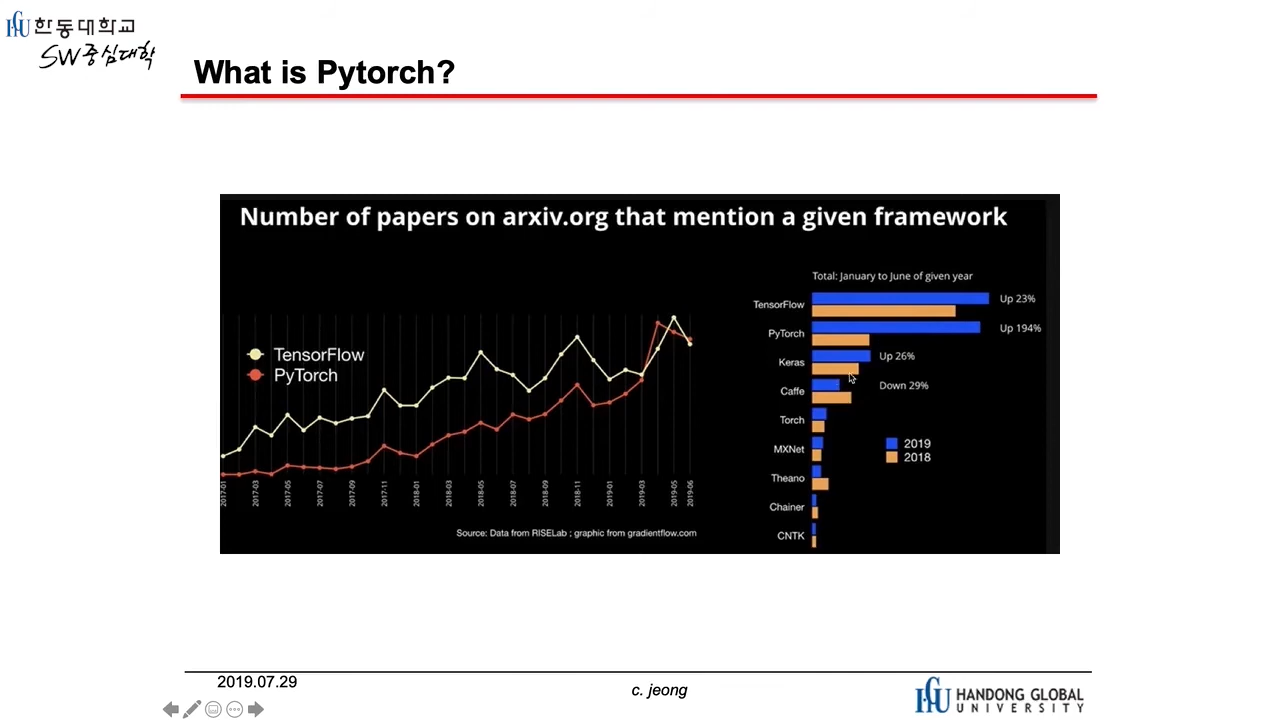 한동대학교
SW중심대학
What is Pytorch?
Number of papers on arxiv.org that mention a given framework
TensorFlow
PyTorch
2017-01
2017-03
2017-05
2017-07
2017-09
2017-11
2018-01
2018-03
2018-05
2018-07
2018-09
2018-11
2019-01
2019-03
2019-05
2019-06
Source: Data from RISELab ; graphic from gradientflow.com
Total: January to June of given year
TensorFlow Up 23%
PyTorch Up 194%
Keras Up 26%
Caffe Down 29%
Torch
MXNet
Theano
Chainer
CNTK
2019
2018
2019.07.29
c. jeong
HANDONG GLOBAL
UNIVERSITY